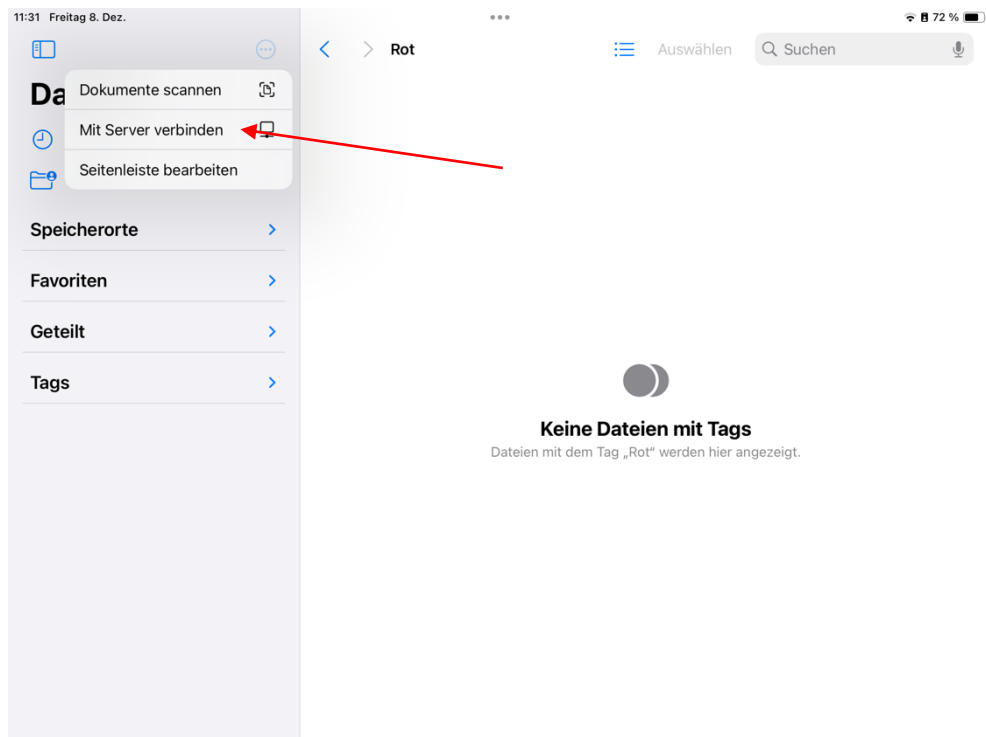 11:31 Freitag 8. Dez.
72 %
Rot
Auswählen
Suchen
Da
Dokumente scannen
Mit Server verbinden
Seitenleiste bearbeiten
Speicherorte
Favoriten
Geteilt
Tags
Keine Dateien mit Tags
Dateien mit dem Tag „Rot“ werden hier angezeigt.